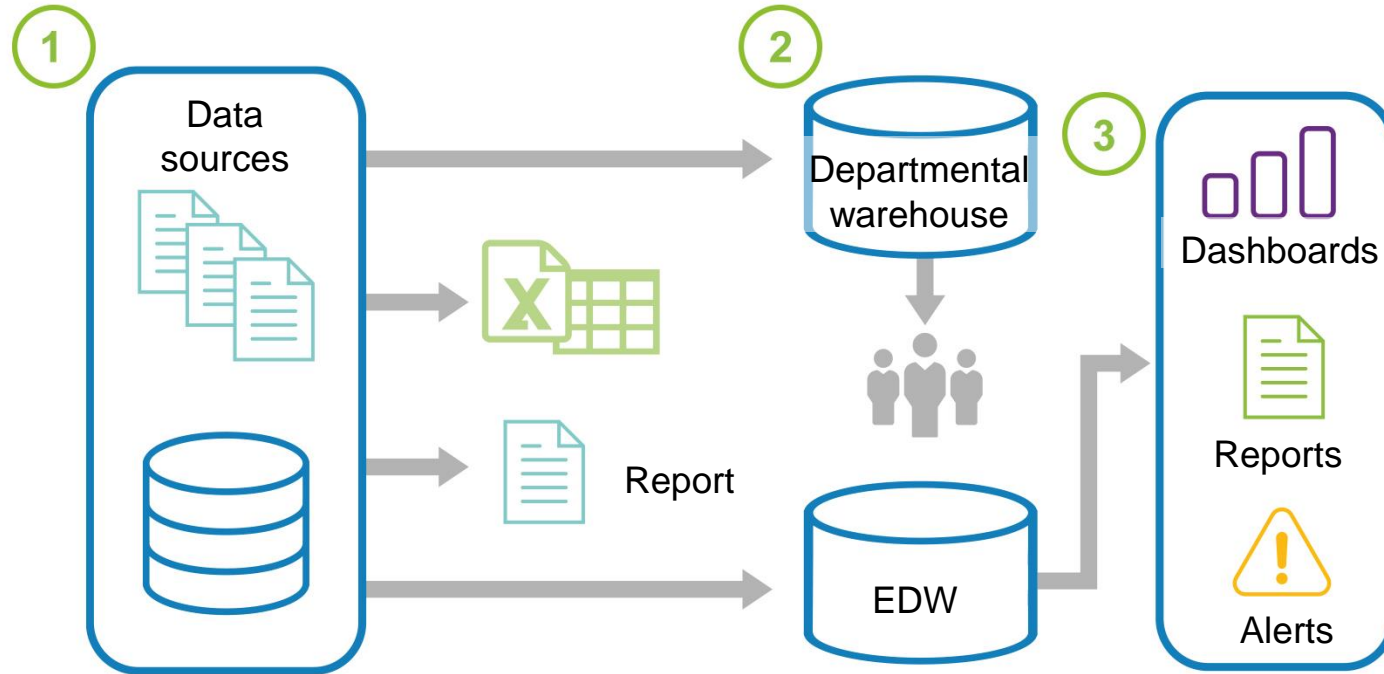 1
Data
sources
2
Departmental
warehouse
3
Dashboards
X
Report
Reports
EDW
Alerts